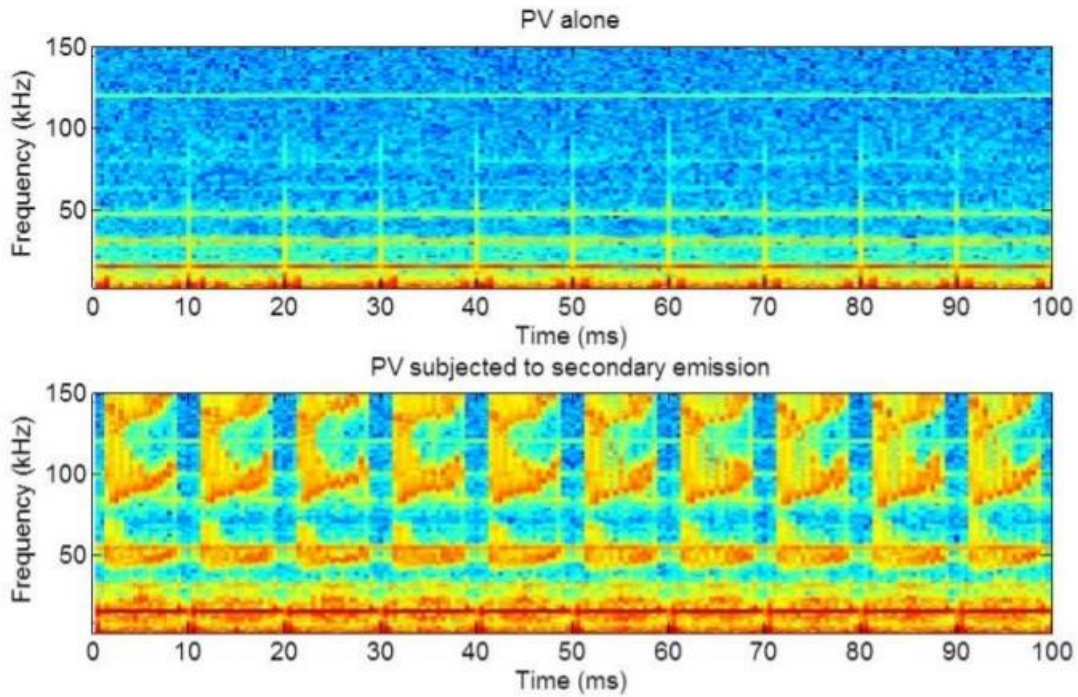 PV alone
150
100
50
Frequency (kHz)
0 10 20 30 40 50 60 70 80 90 100
Time (ms)
PV subjected to secondary emission
150
100
50
Frequency (kHz)
0 10 20 30 40 50 60 70 80 90 100
Time (ms)